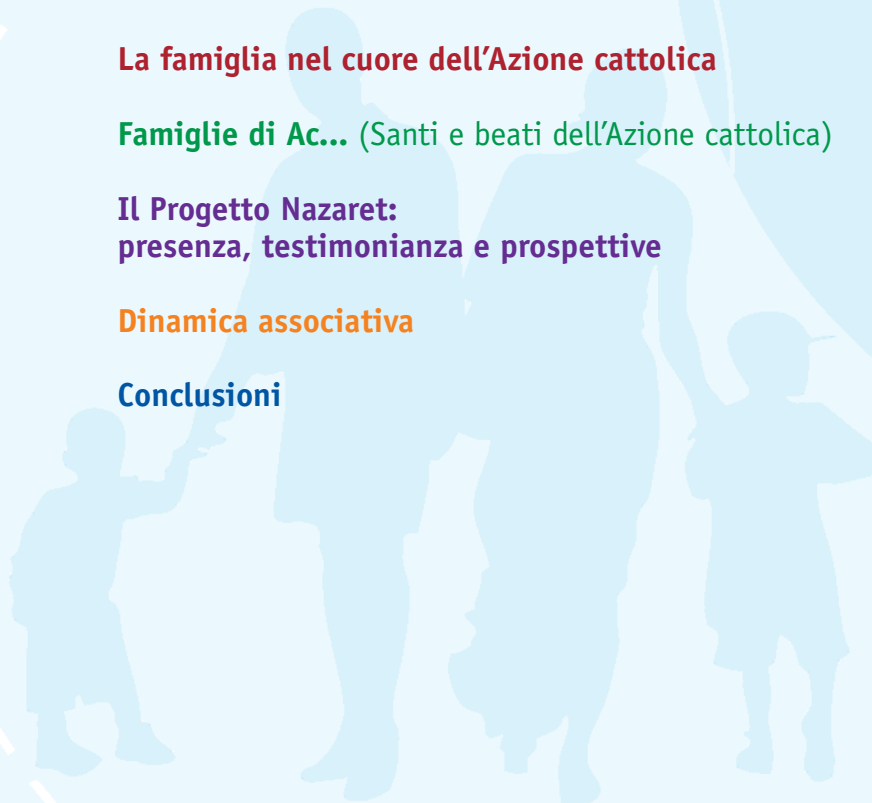 La famiglia nel cuore dell’Azione cattolica
Famiglie di Ac... (Santi e beati dell’Azione cattolica)
Il Progetto Nazaret:
presenza, testimonianza e prospettive
Dinamica associativa
Conclusioni